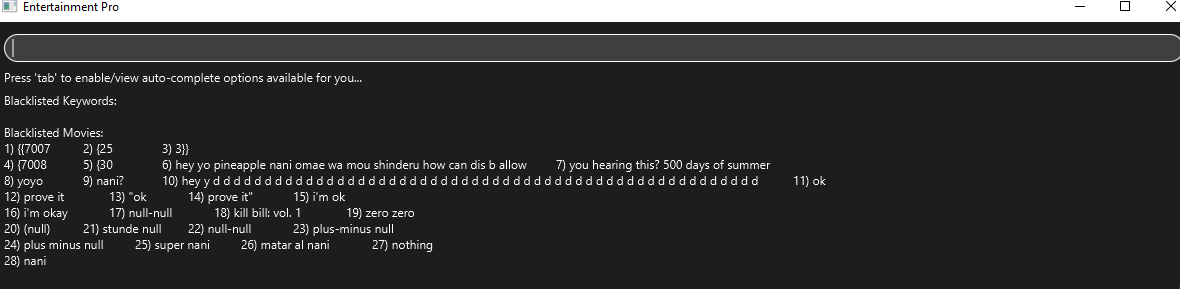 Entertainment Pro
Press 'tab' to enable/view auto-complete options available for you...
Blacklisted Keywords:
Blacklisted Movies:
1) {{7007 2) {25 3) 3}}
4) {7008 5) {30 6) hey yo pineapple nani omae wa mou shinderu how can dis b allow 7) you hearing this? 500 days of summer
8) yoyo 9) nani? 10) hey y d d d d d d d d d d d d d d d d d d d d d d d d d d d d d d d d d d d d d d d d d d d d d d d d d d d d 11) ok
12) prove it 13) "ok 14) prove it" 15) i'm ok
16) i'm okay 17) null-null 18) kill bill: vol. 1 19) zero zero
20) (null) 21) stunde null 22) null-null 23) plus-minus null
24) plus minus null 25) super nani 26) matar al nani 27) nothing
28) nani